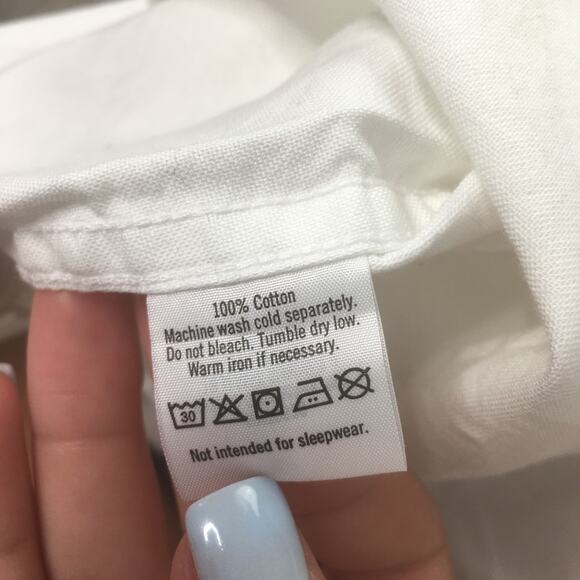 100% Cotton
Machine wash cold separately.
Do not bleach. Tumble dry low.
Warm iron if necessary.
30
Not intended for sleepwear.